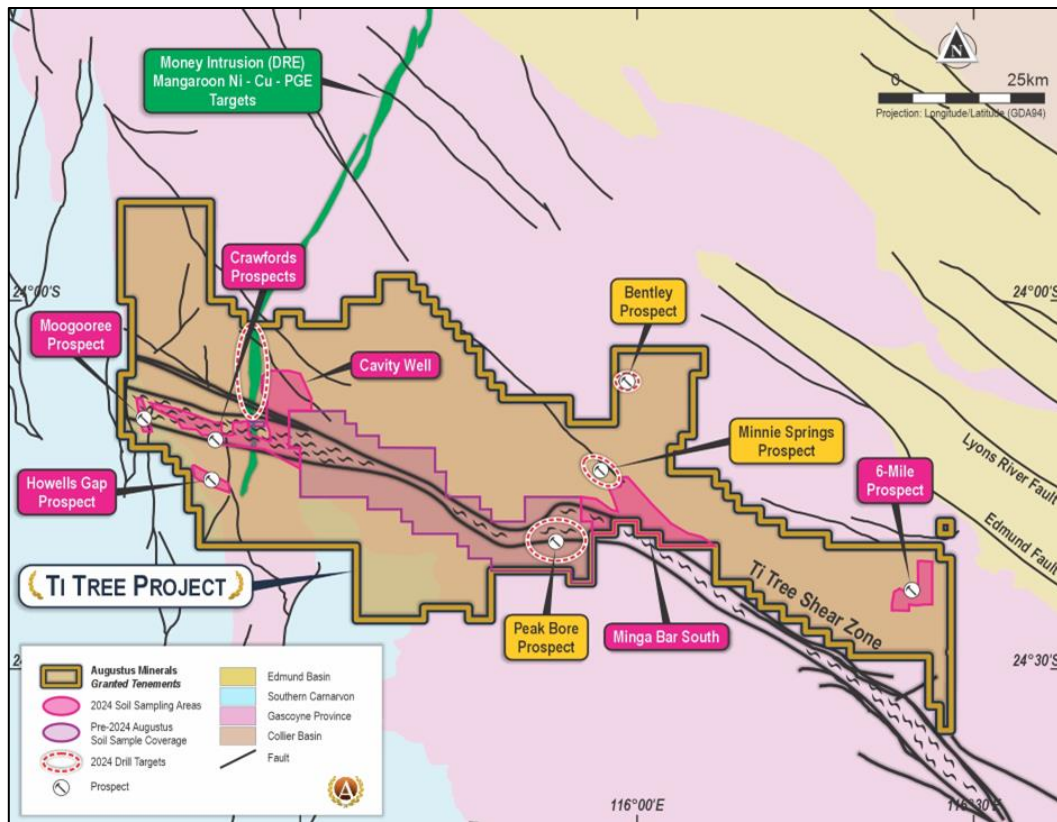 Money Intrusion (DRE)
Mangaroon Ni - Cu - PGE
Targets
N
0
25km
Projection: Longitude/Latitude (GDA94)
Crawfords
Prospects
24°00'S
24°00'S
Moogooree
Prospect
Bentley
Prospect
Cavity Well
Minnie Springs
Prospect
Lyons River Fault
6-Mile
Prospect
Howells Gap
Prospect
Edmund Fault
TI TREE PROJECT
Ti Tree Shear Zone
Peak Bore
Prospect
Minga Bar South
24°
24°30'S
Augustus Minerals
Granted Tenements
2024 Soil Sampling Areas
Pre-2024 Augustus
Soil Sample Coverage
2024 Drill Targets
Prospect
Edmund Basin
Southern Carnarvon
Gascoyne Province
Collier Basin
Fault
A
116°00'E
116°30'E